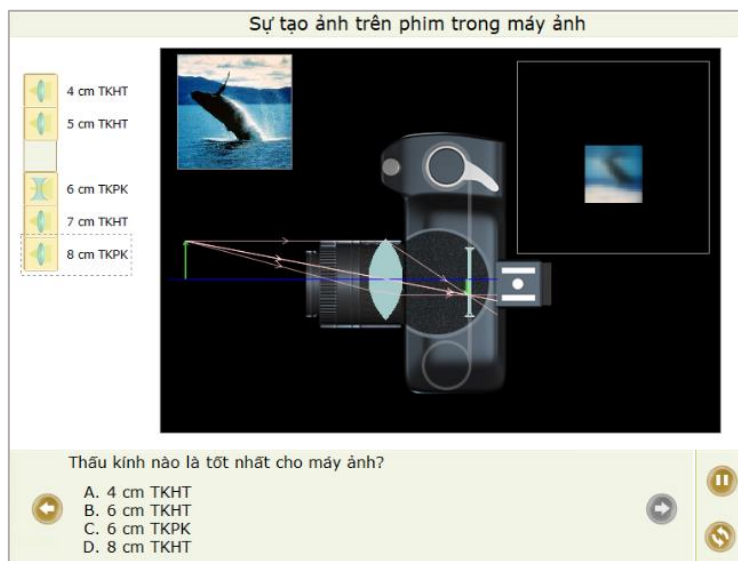 Sự tạo ảnh trên phim trong máy ảnh
4 cm TKHT
5 cm TKHT
6 cm TKPK
7 cm TKHT
8 cm TKPK
Thấu kính nào là tốt nhất cho máy ảnh?
A. 4 cm TKHT
B. 6 cm TKHT
C. 6 cm TKPK
D. 8 cm TKHT